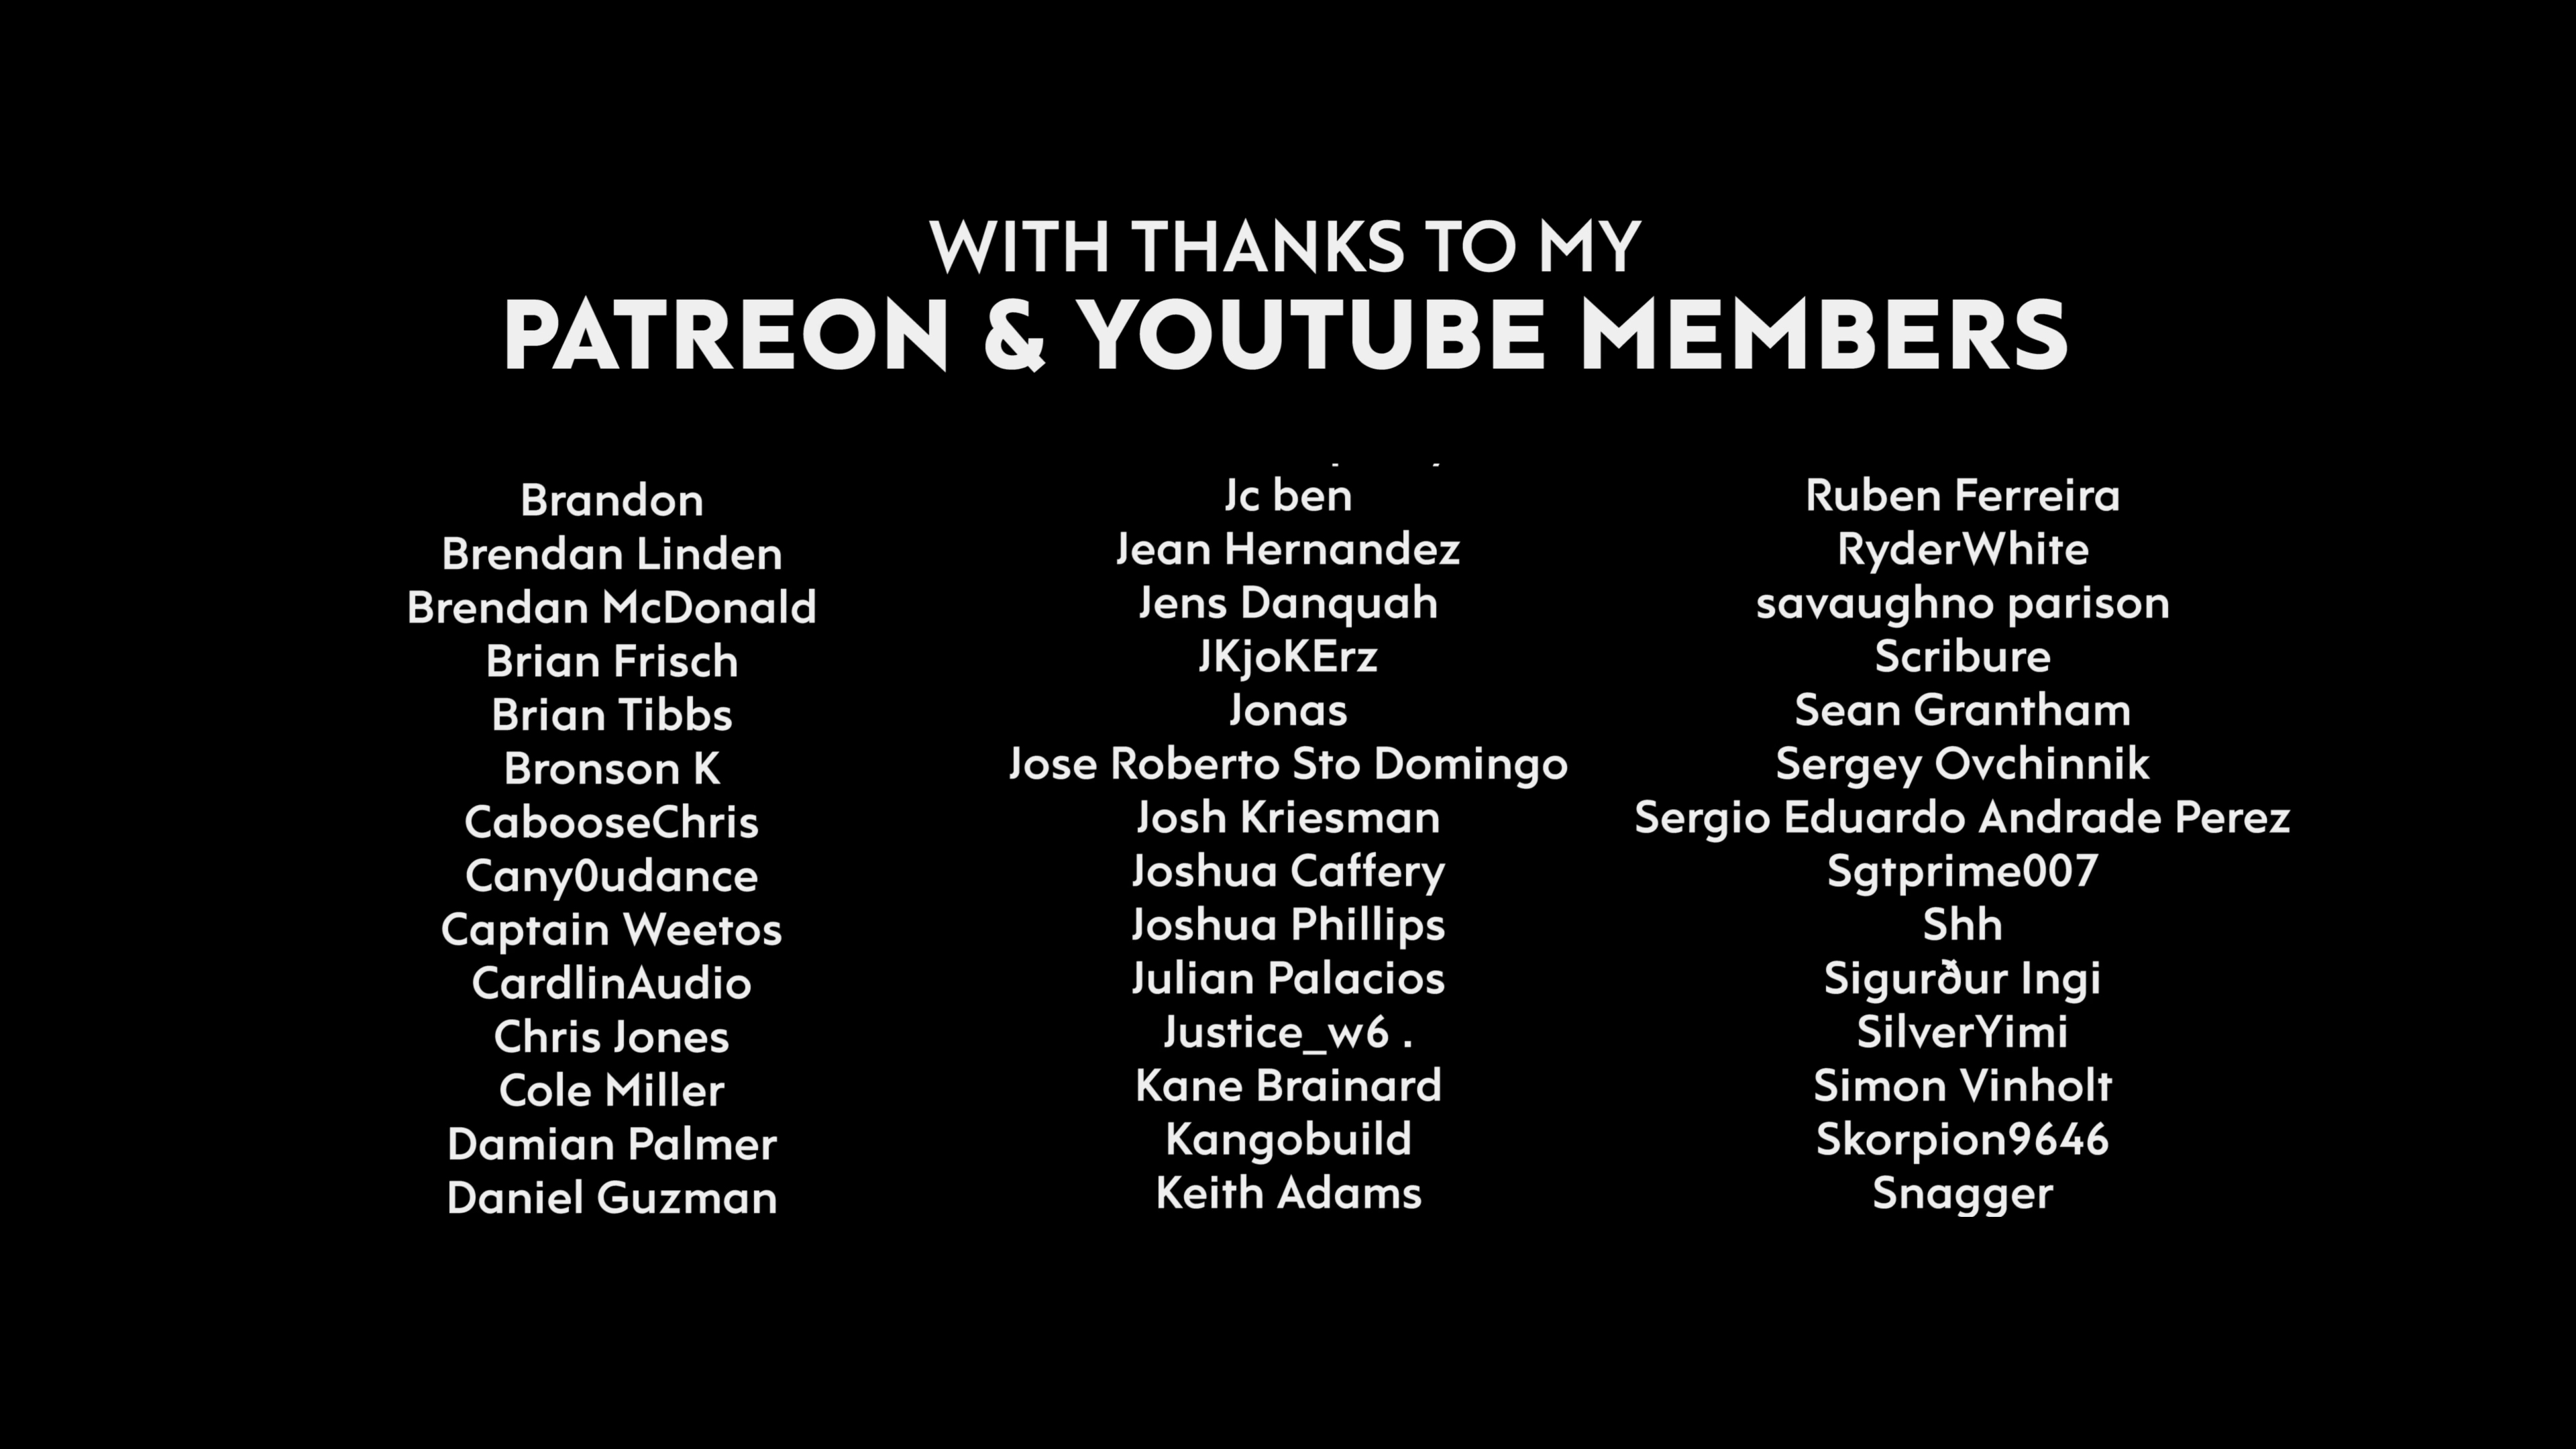 WITH THANKS TO MY
PATREON & YOUTUBE MEMBERS
Brandon
Brendan Linden
Brendan McDonald
Brian Frisch
Brian Tibbs
Bronson K
CabooseChris
Cany0udance
Captain Weetos
CardlinAudio
Chris Jones
Cole Miller
Damian Palmer
Daniel Guzman
Jc ben
Jean Hernandez
Jens Danquah
JKjoKErz
Jonas
Jose Roberto Sto Domingo
Josh Kriesman
Joshua Caffery
Joshua Phillips
Julian Palacios
Justice_w6 .
Kane Brainard
Kangobuild
Keith Adams
Ruben Ferreira
RyderWhite
savaughno parison
Scribure
Sean Grantham
Sergey Ovchinnik
Sergio Eduardo Andrade Perez
Sgtprime007
Shh
Sigurður Ingi
SilverYimi
Simon Vinholt
Skorpion9646
Snagger